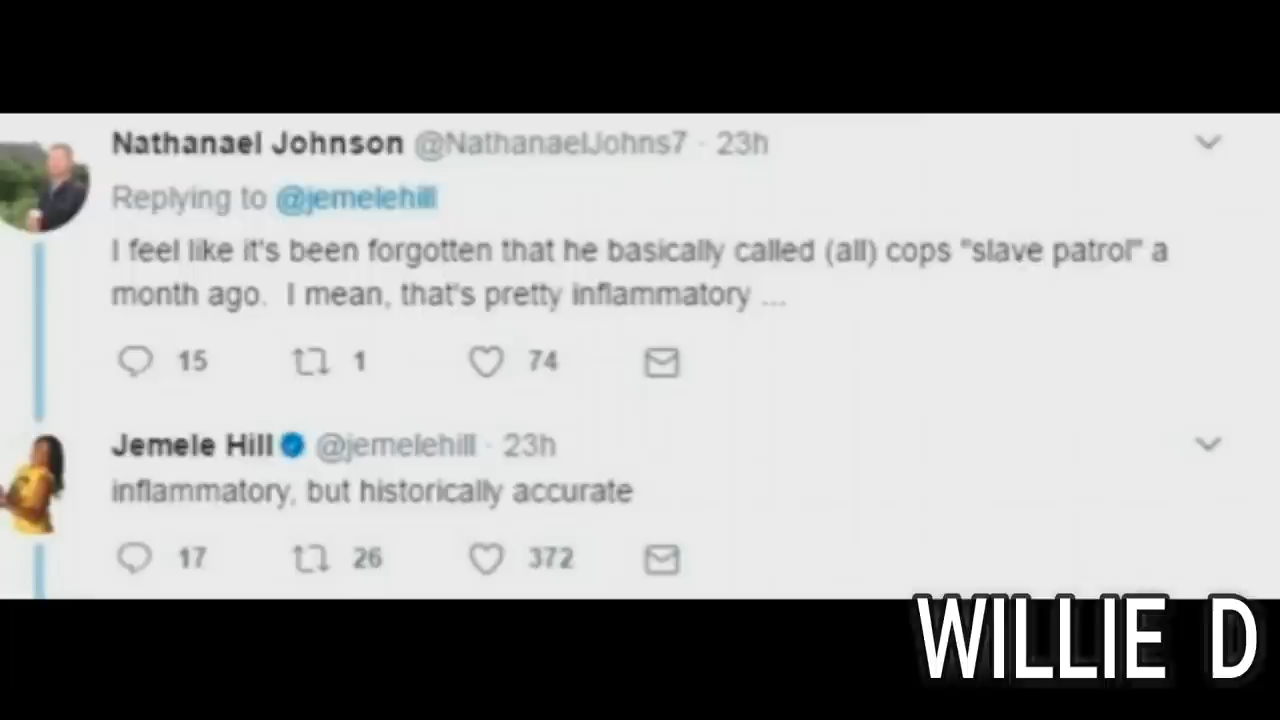 Nathanael Johnson @NathanaelJohns7 · 23h
Replying to @jemelehill
I feel like it's been forgotten that he basically called (all) cops "slave patrol" a
month ago.  I mean, that's pretty inflammatory ...
15 1 74
Jemele Hill @jemelehill · 23h
inflammatory, but historically accurate
17 26 372
WILLIE D